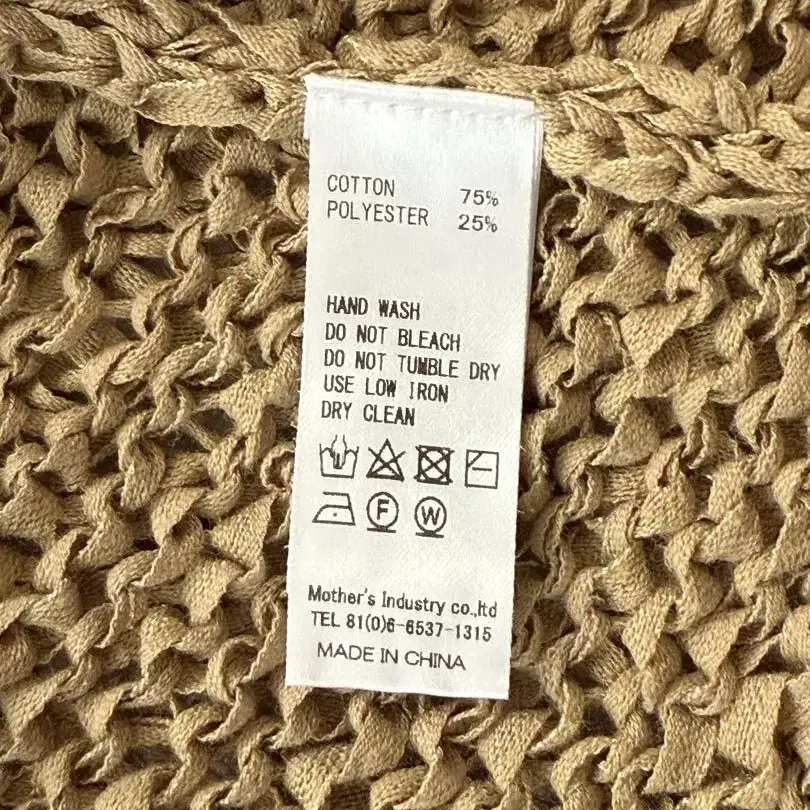 COTTON 75%
POLYESTER 25%
HAND WASH
DO NOT BLEACH
DO NOT TUMBLE DRY
USE LOW IRON
DRY CLEAN
F W
Mother's Industry co.,ltd
TEL 81(0)6-6537-1315
MADE IN CHINA